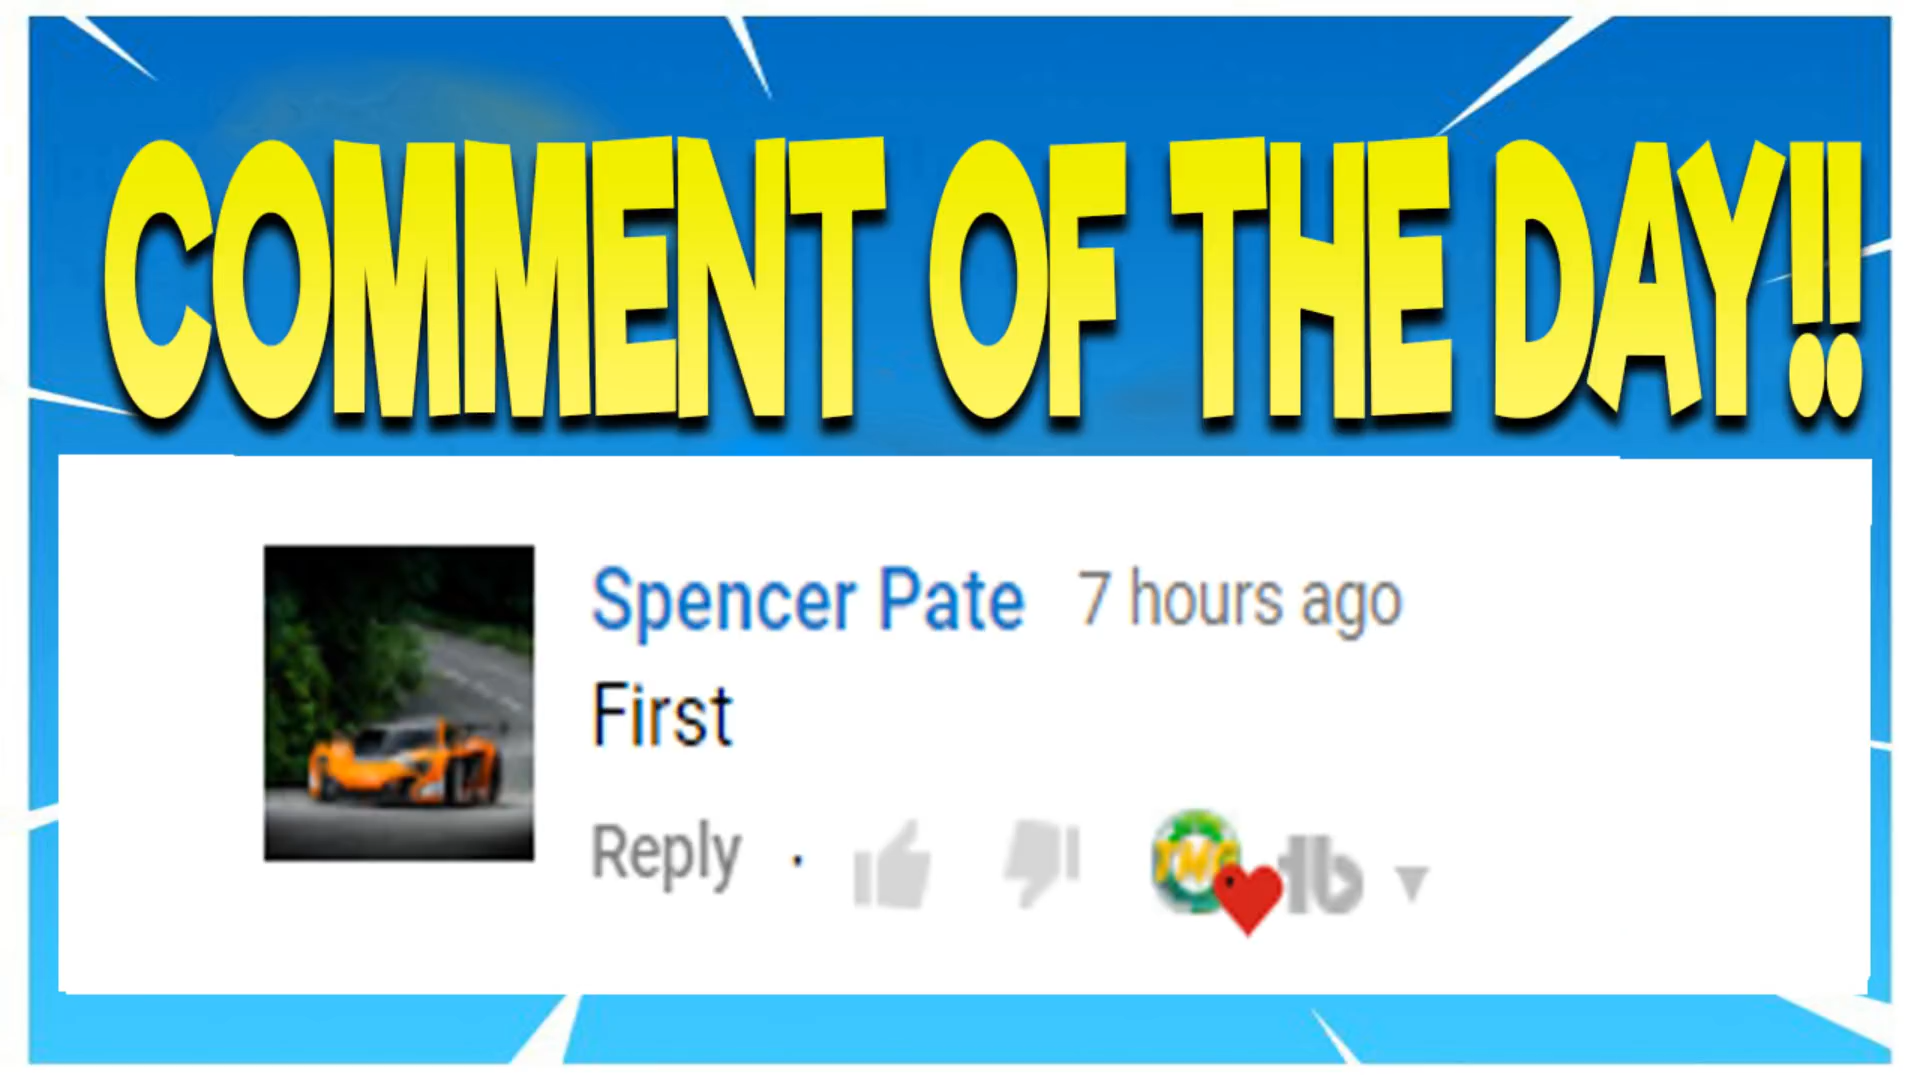 COMMENT OF THE DAY!!
Spencer Pate 7 hours ago
First
Reply ·